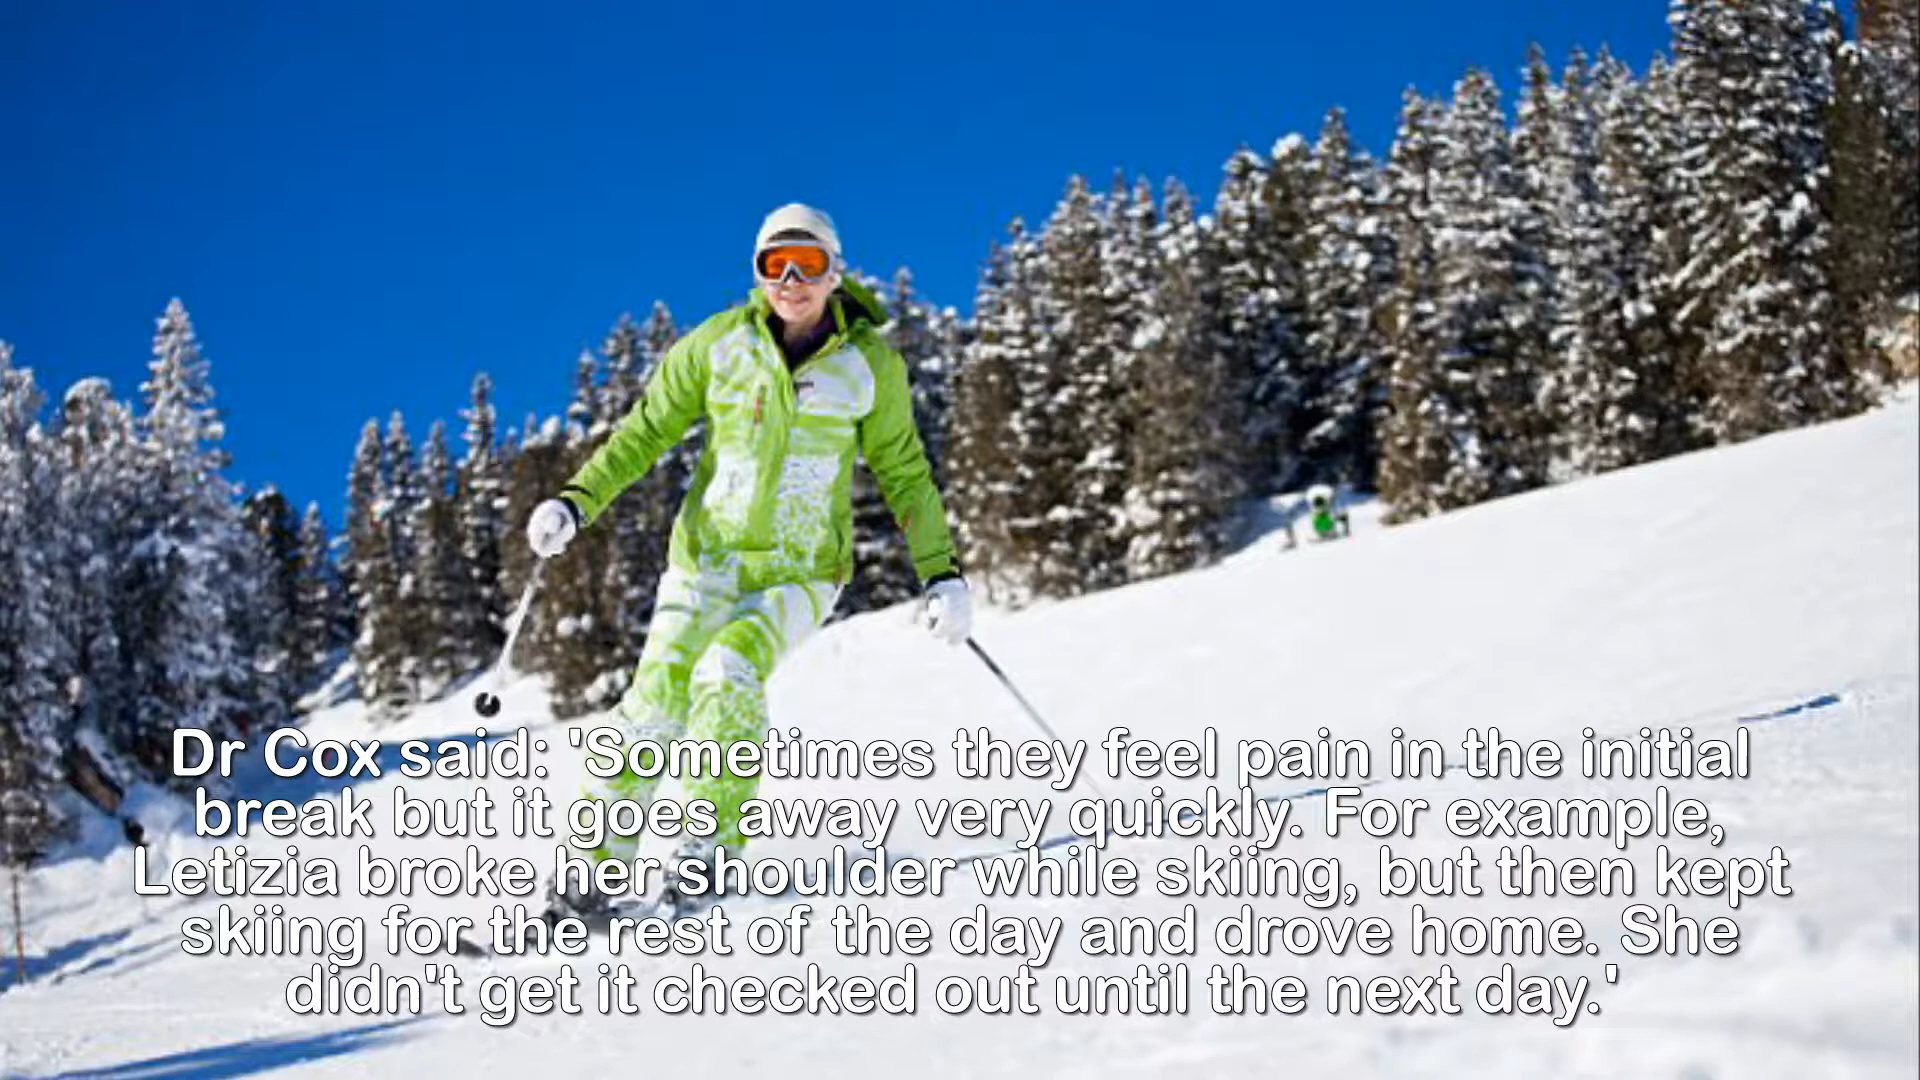 Dr Cox said: 'Sometimes they feel pain in the initial
break but it goes away very quickly. For example,
Letizia broke her shoulder while skiing, but then kept
skiing for the rest of the day and drove home. She
didn't get it checked out until the next day.'